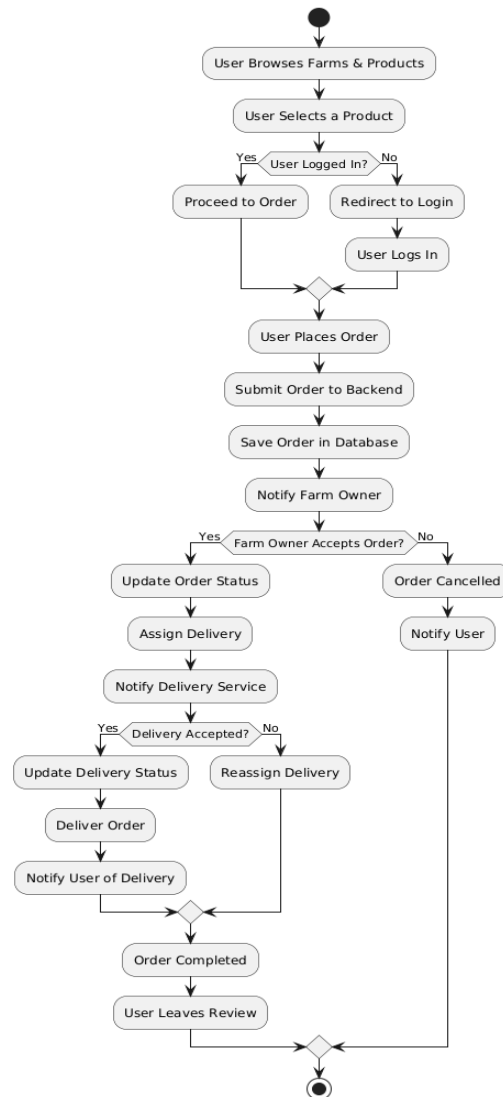 User Browses Farms & Products
User Selects a Product
Yes
User Logged In?
No
Proceed to Order
Redirect to Login
User Logs In
User Places Order
Submit Order to Backend
Save Order in Database
Notify Farm Owner
Yes
Farm Owner Accepts Order?
No
Update Order Status
Order Cancelled
Assign Delivery
Notify User
Notify Delivery Service
Yes
Delivery Accepted?
No
Update Delivery Status
Reassign Delivery
Deliver Order
Notify User of Delivery
Order Completed
User Leaves Review